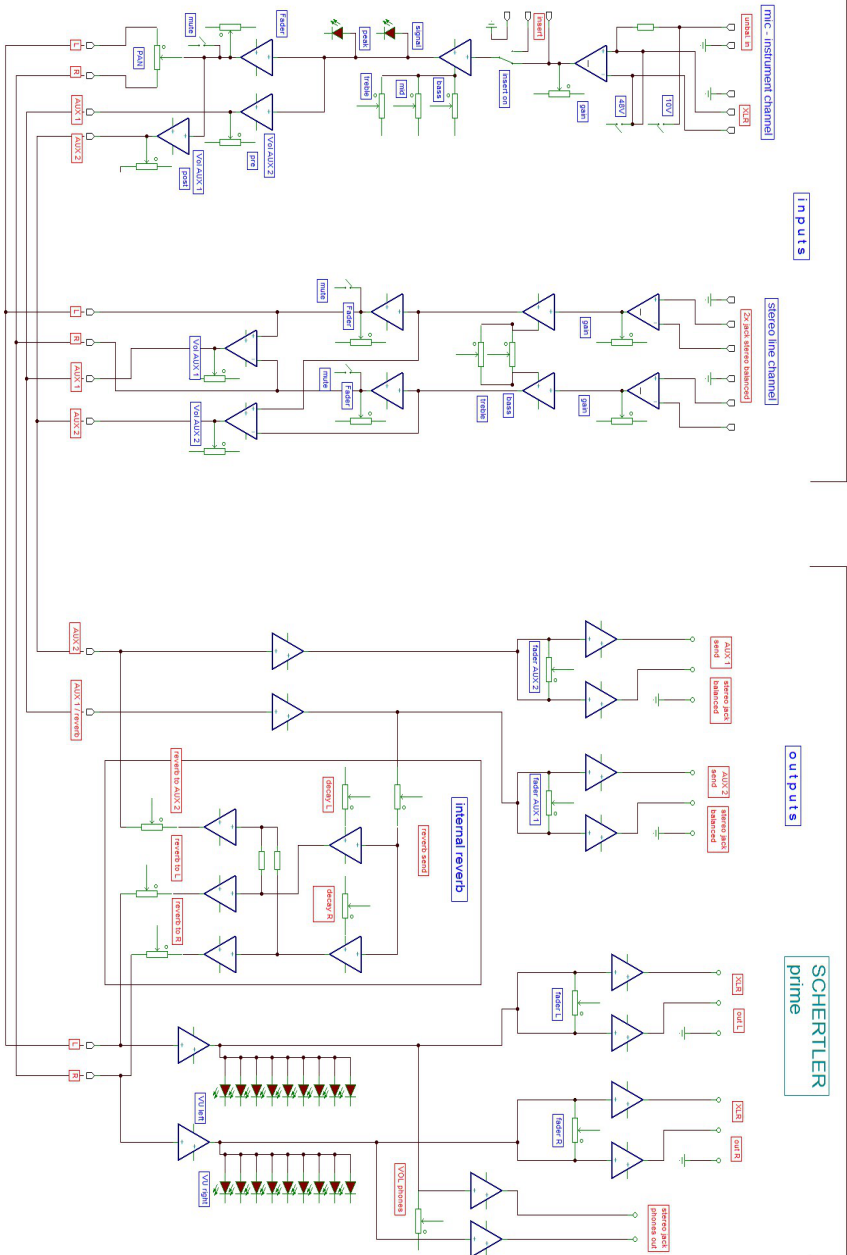 mic - instrument channel
unbal. in
XLR
10V
48V
gain
insert
insert on
bass
mid
treble
signal
peak
Fader
mute
PAN
Vol AUX 2
pre
Vol AUX 1
post
L
R
AUX 1
AUX 2
inputs
stereo line channel
2x jack stereo balanced
gain
gain
bass
treble
mute
Fader
mute
Fader
Vol AUX 1
Vol AUX 2
L
R
AUX 1
AUX 2
outputs
AUX 1
send
stereo jack
balanced
fader AUX 2
AUX 2
send
stereo jack
balanced
fader AUX 1
AUX 2
AUX 1 / reverb
internal reverb
reverb send
decay L
decay R
reverb to AUX 2
reverb to L
reverb to R
SCHERTLER
prime
XLR
out L
fader L
XLR
out R
fader R
L
R
VU left
VU right
VOL phones
stereo jack
phones out